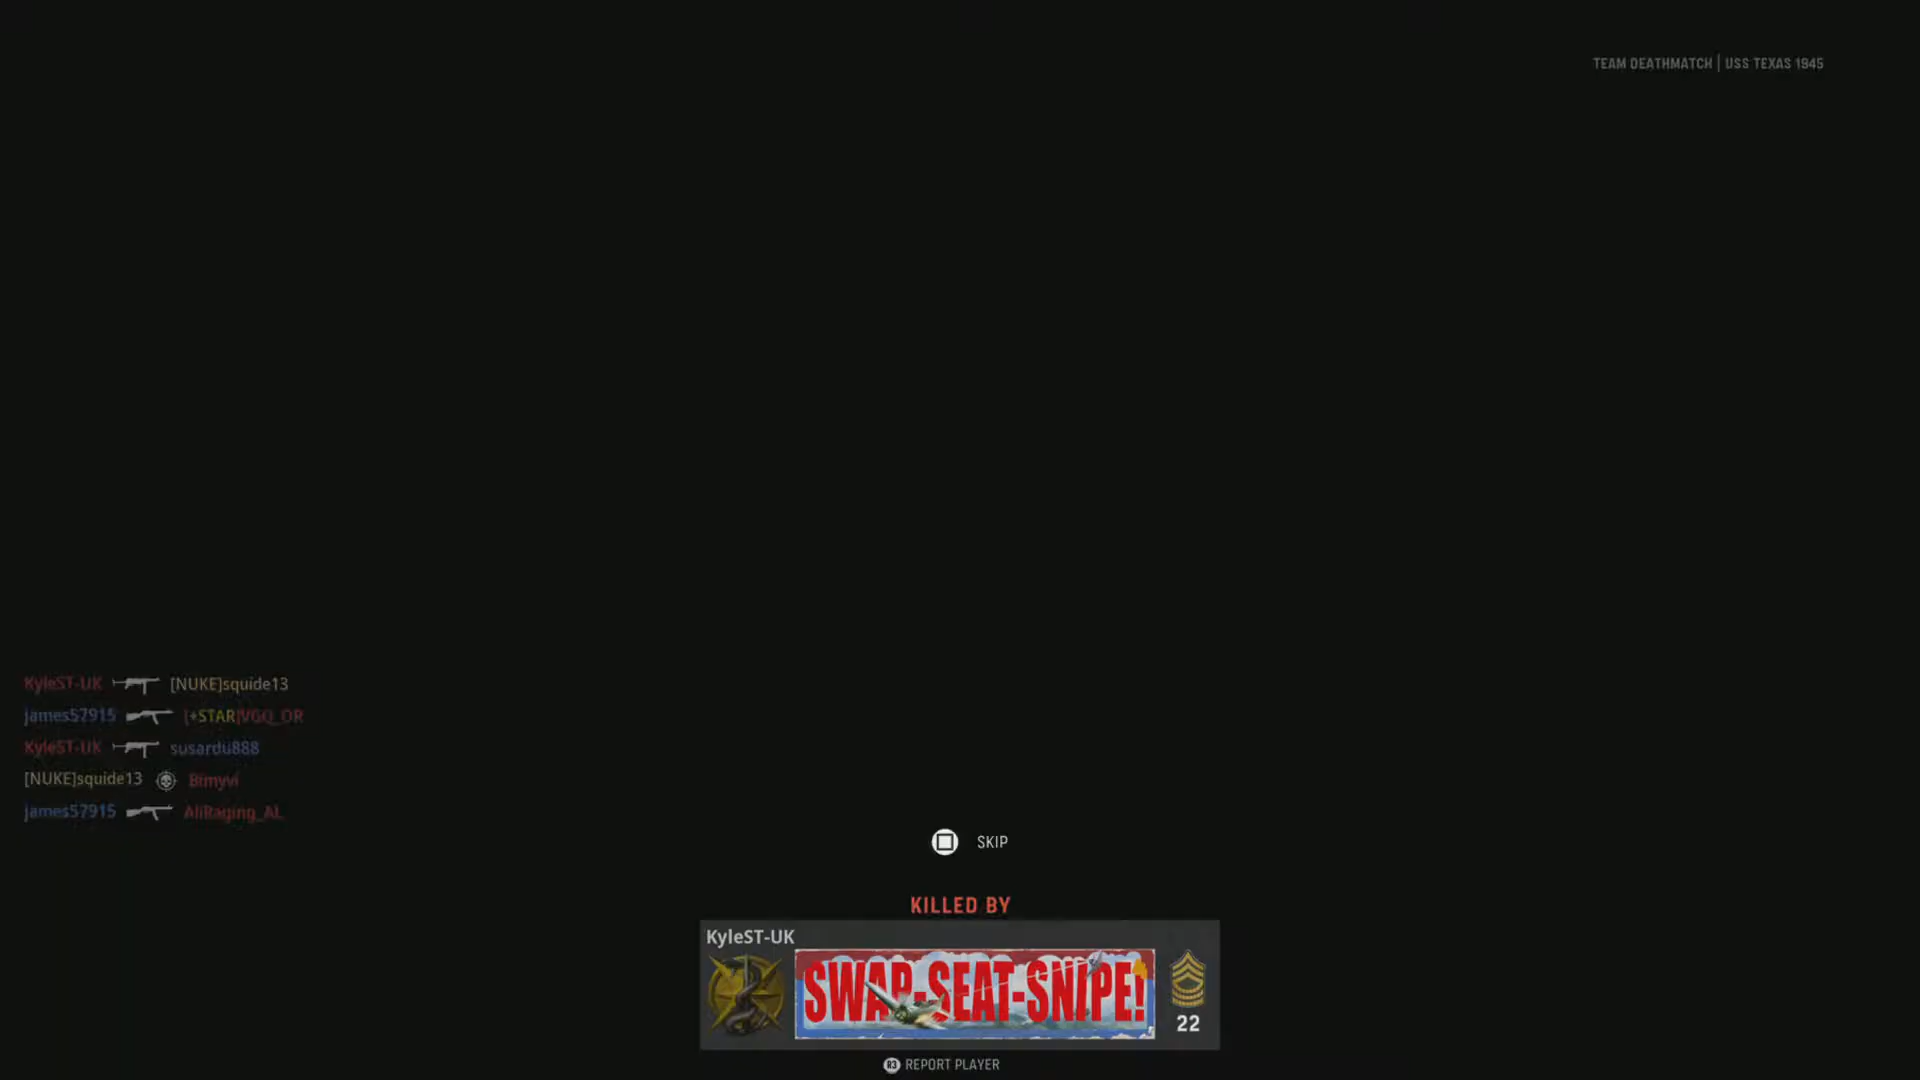 TEAM DEATHMATCH | USS TEXAS 1945
KyleST-UK [NUKE]squide13
james57915 [+STAR]VGQ_OR
KyleST-UK susardu888
[NUKE]squide13 Bimyvi
james57915 AliRaging_AL
SKIP
KILLED BY
KyleST-UK
SWAP-SEAT-SNIPE!
22
R3 REPORT PLAYER